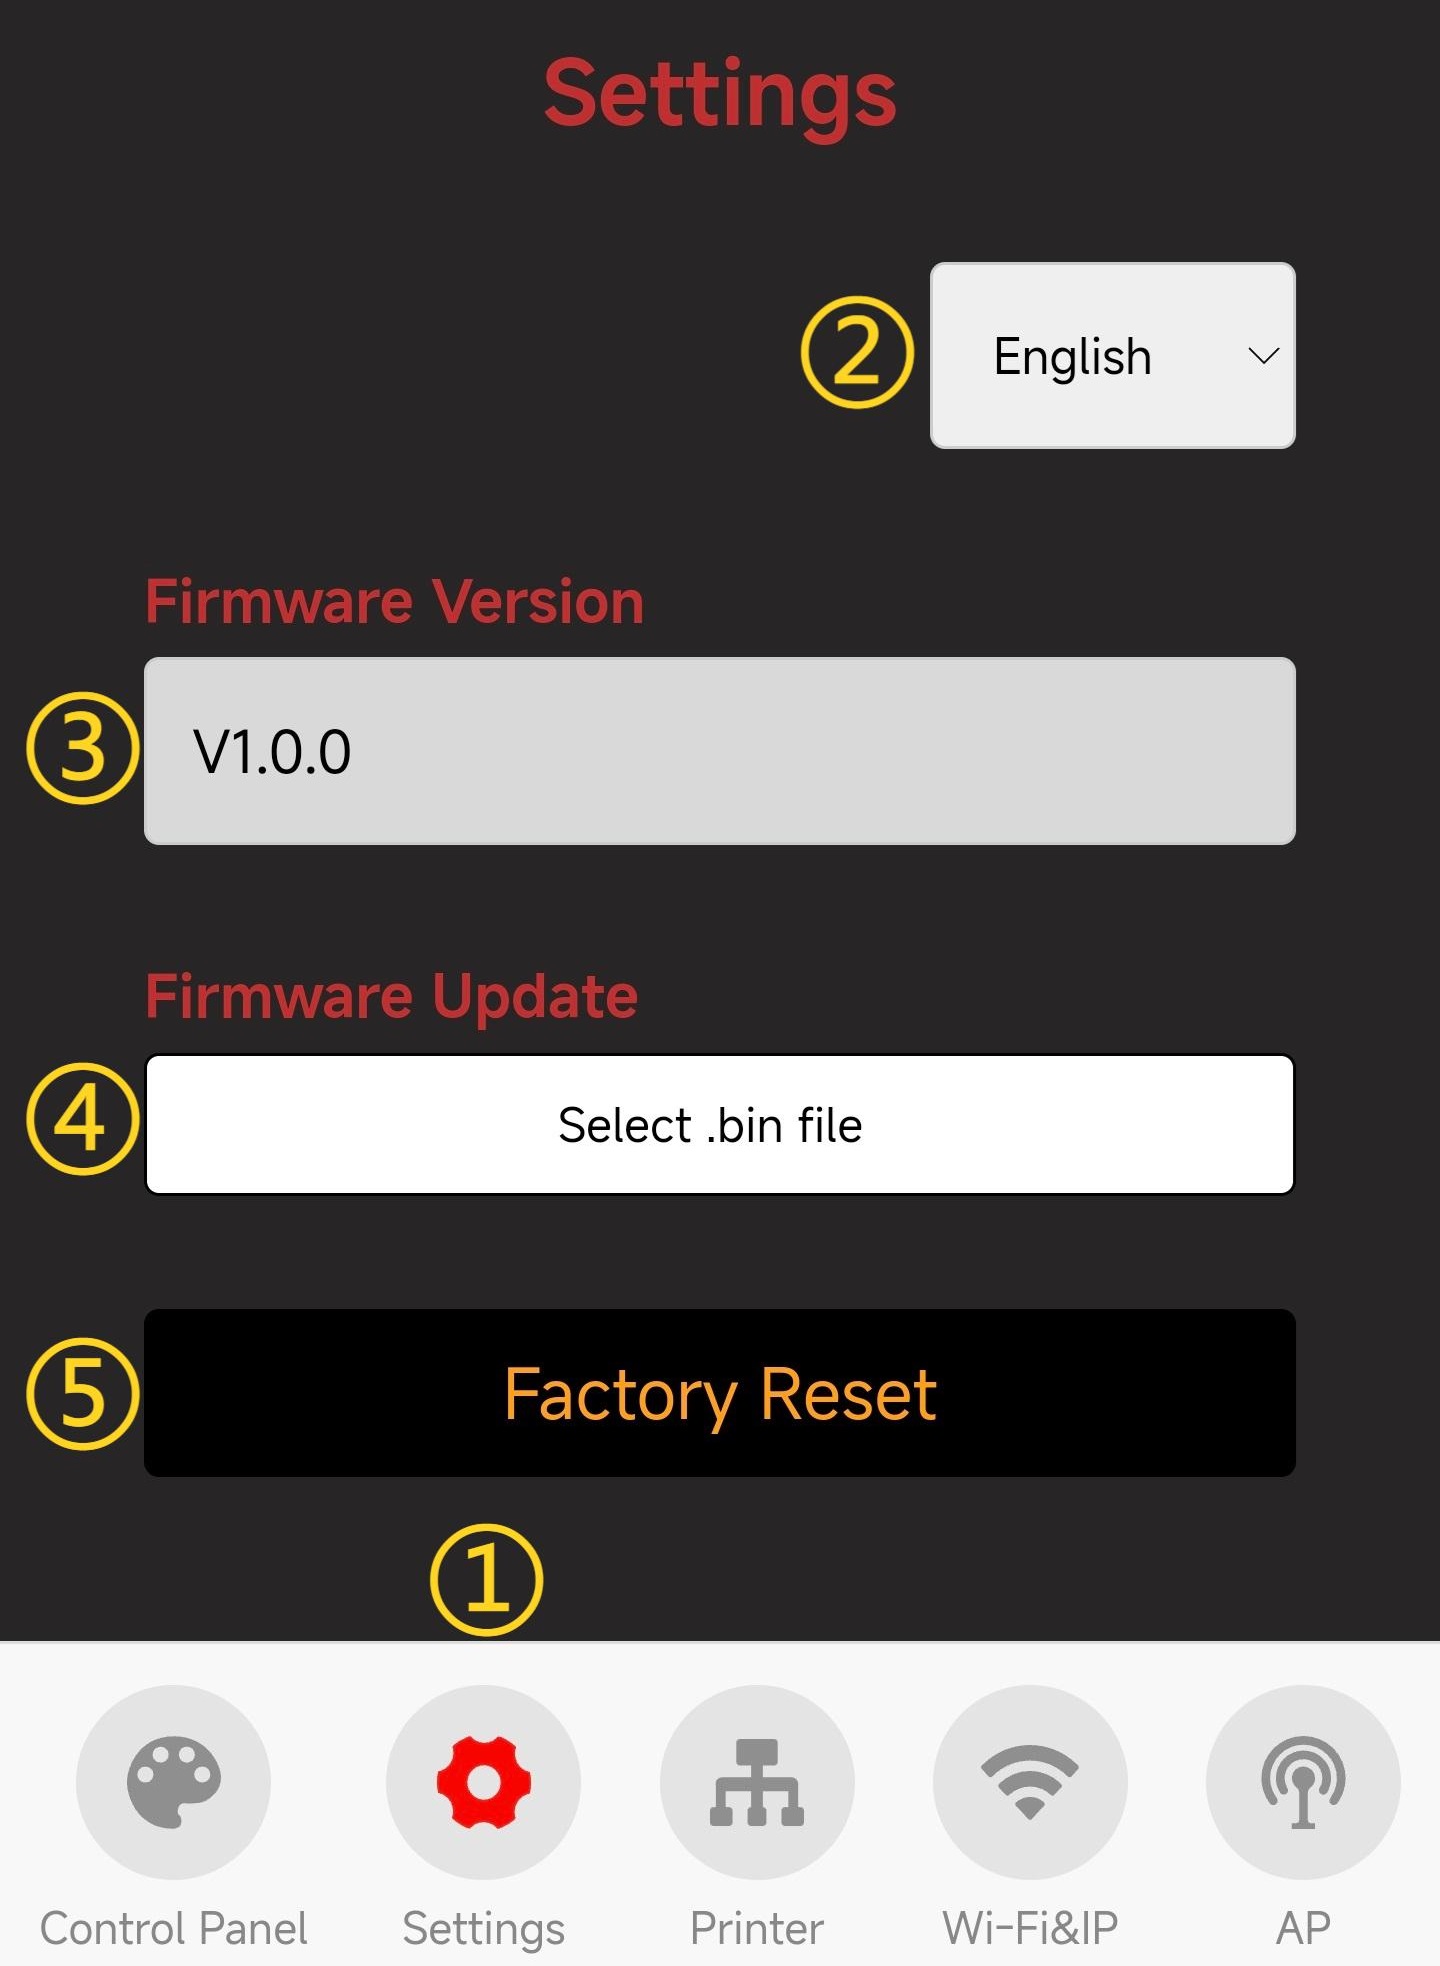 Settings
② English
Firmware Version
③ V1.0.0
Firmware Update
④ Select .bin file
⑤ Factory Reset
①
Control Panel Settings Printer Wi-Fi&IP AP